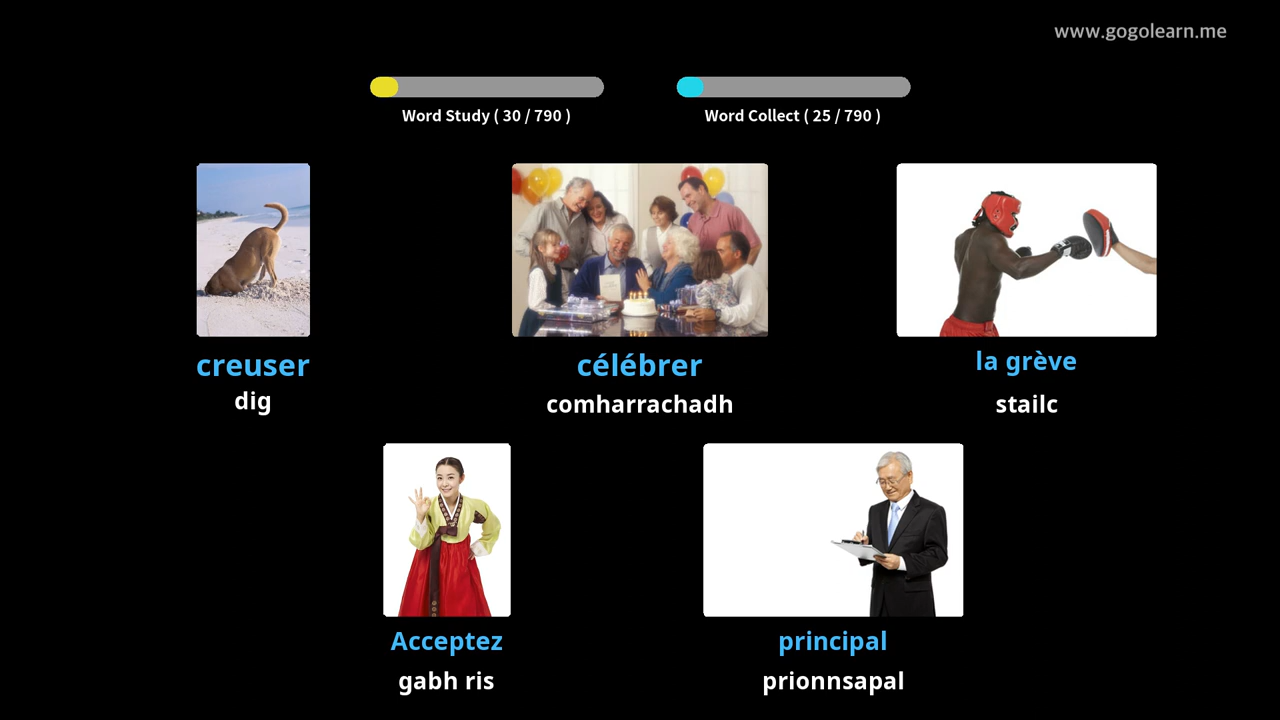 www.gogolearn.me
Word Study ( 30 / 790 )
Word Collect ( 25 / 790 )
creuser
dig
célébrer
comharrachadh
la grève
stailc
Acceptez
gabh ris
principal
prionnsapal